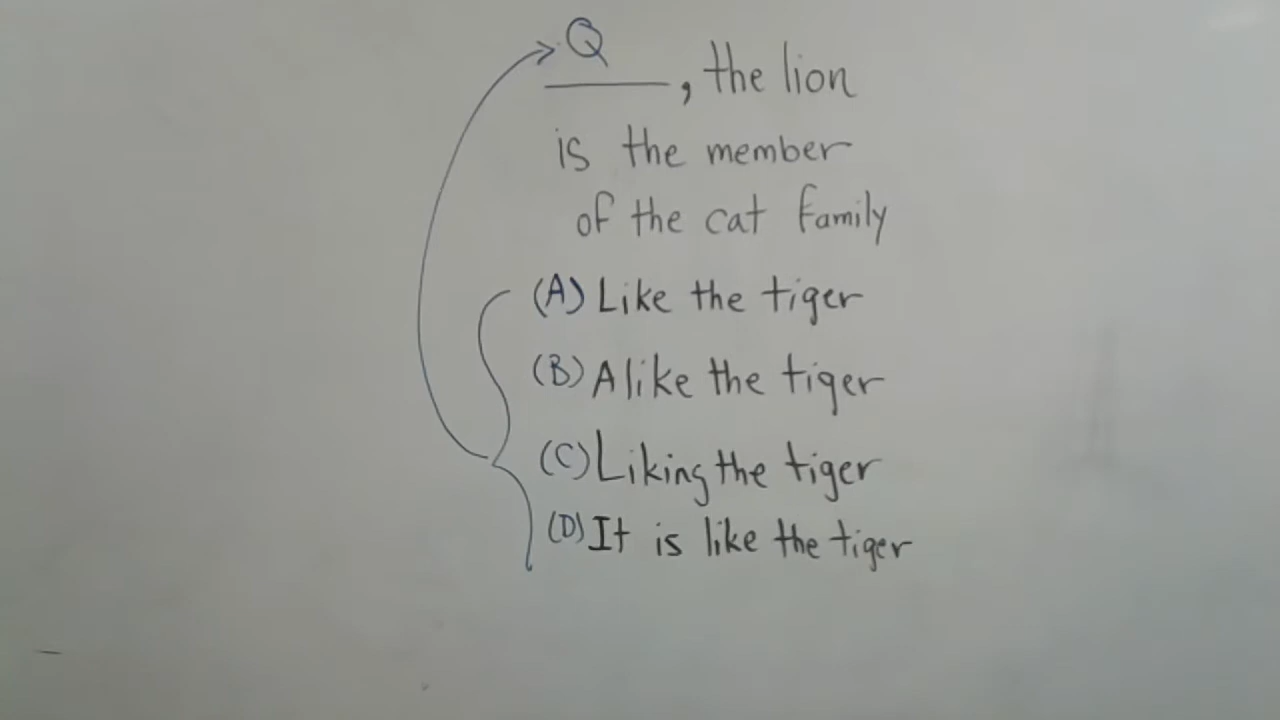 Q
____, the lion
is the member
of the cat family
(A) Like the tiger
(B) Alike the tiger
(C) Liking the tiger
(D) It is like the tiger